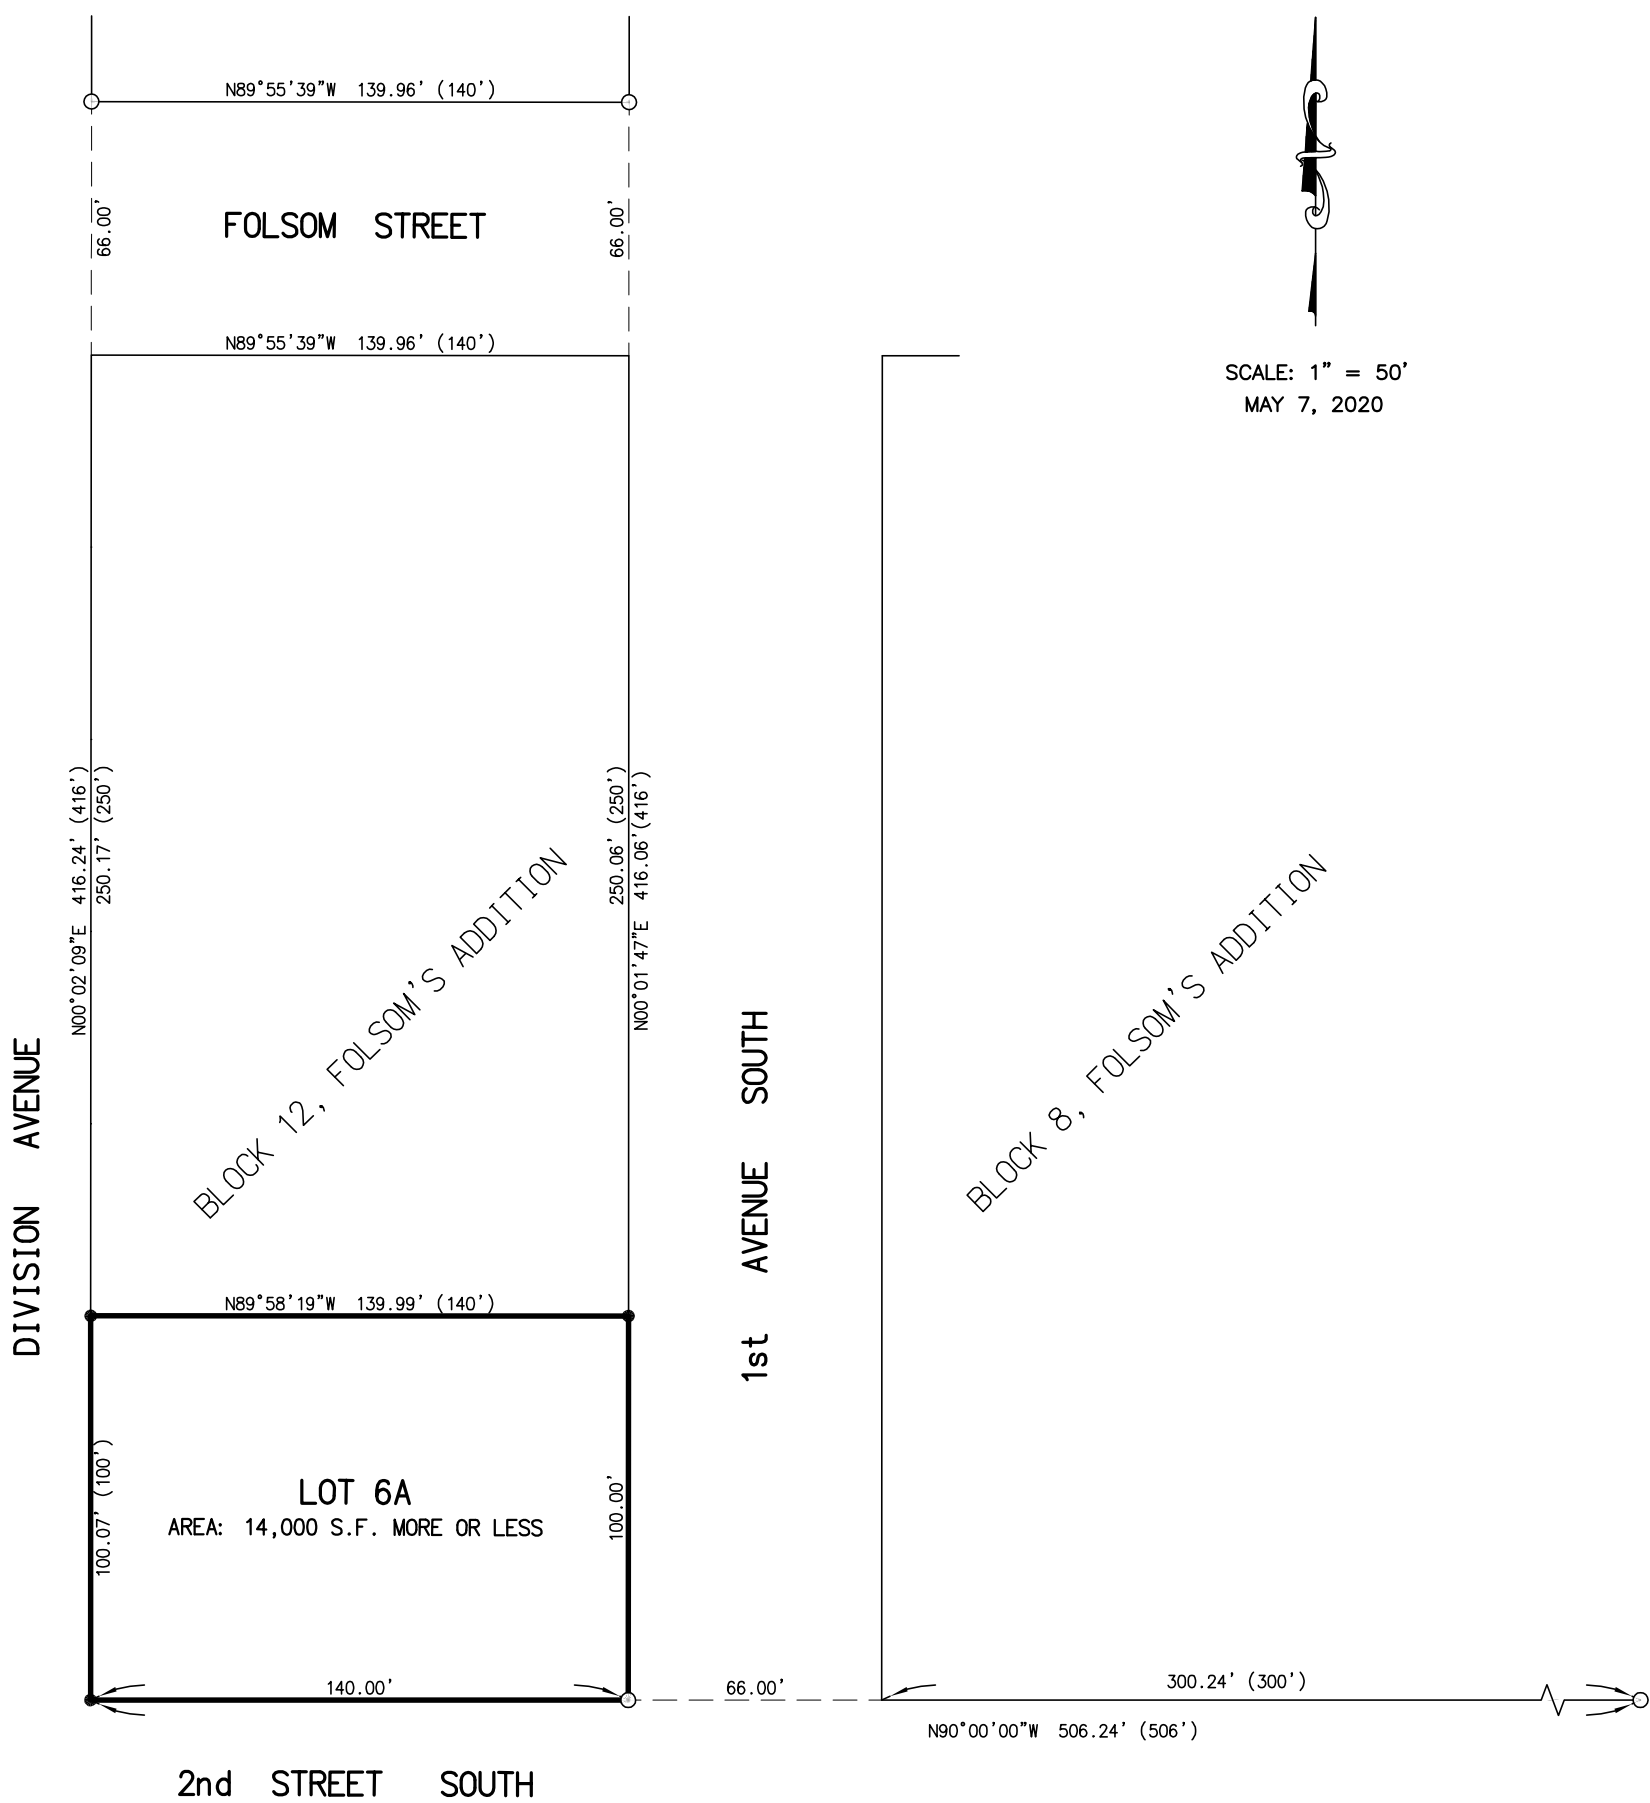 N89°55'39"W 139.96' (140')
66.00'
FOLSOM STREET
66.00'
N89°55'39"W 139.96' (140')
SCALE: 1" = 50'
MAY 7, 2020
N00°02'09"E 416.24' (416')
250.17' (250')
250.06' (250')
N00°01'47"E 416.06'(416')
BLOCK 12, FOLSOM'S ADDITION
BLOCK 8, FOLSOM'S ADDITION
DIVISION AVENUE
1st AVENUE SOUTH
N89°58'19"W 139.99' (140')
100.07' (100')
LOT 6A
AREA: 14,000 S.F. MORE OR LESS
100.00'
140.00'
66.00'
300.24' (300')
N90°00'00"W 506.24' (506')
2nd STREET SOUTH